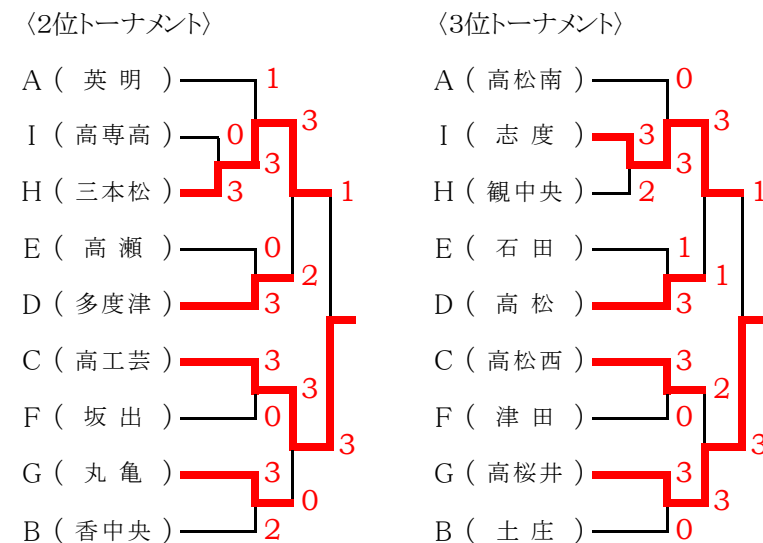 〈2位トーナメント〉
A ( 英 明 ) 1
3
I ( 高専高 ) 0
3
H ( 三本松 ) 3
1
E ( 高 瀬 ) 0
2
D ( 多度津 ) 3
C ( 高工芸 ) 3
3
F ( 坂 出 ) 0
3
G ( 丸 亀 ) 3
0
B ( 香中央 ) 2
〈3位トーナメント〉
A ( 高松南 ) 0
3
I ( 志 度 ) 3
3
H ( 観中央 ) 2
1
E ( 石 田 ) 1
1
D ( 高 松 ) 3
C ( 高松西 ) 3
2
F ( 津 田 ) 0
3
G ( 高桜井 ) 3
3
B ( 土 庄 ) 0